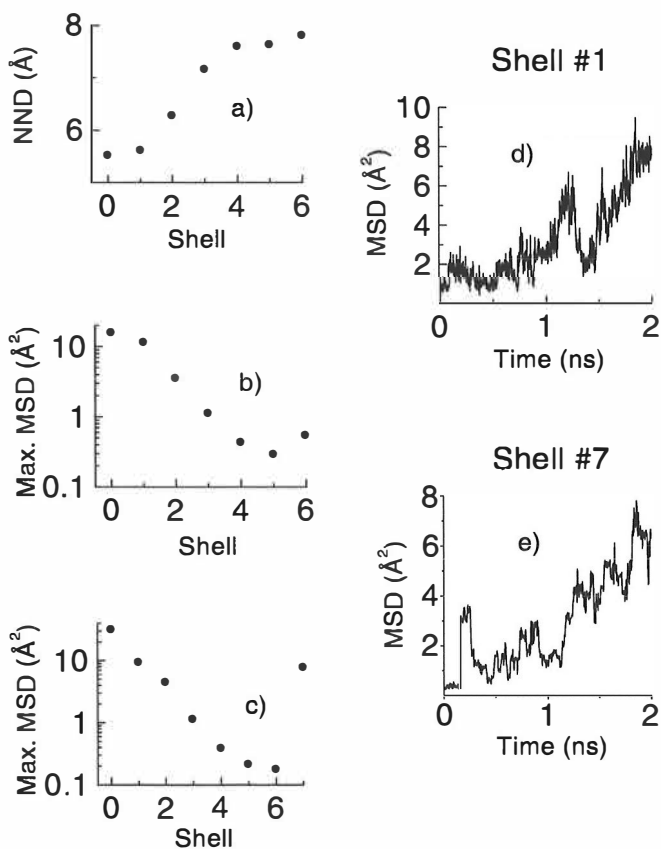 8
6
NND (Å)
a)
0 2 4 6
Shell
10
1
0.1
Max. MSD (Å²)
b)
0 2 4 6
Shell
10
1
0.1
Max. MSD (Å²)
c)
0 2 4 6
Shell
Shell #1
10
8
6
4
2
MSD (Å²)
d)
0 1 2
Time (ns)
Shell #7
8
6
4
2
MSD (Å²)
e)
0 1 2
Time (ns)